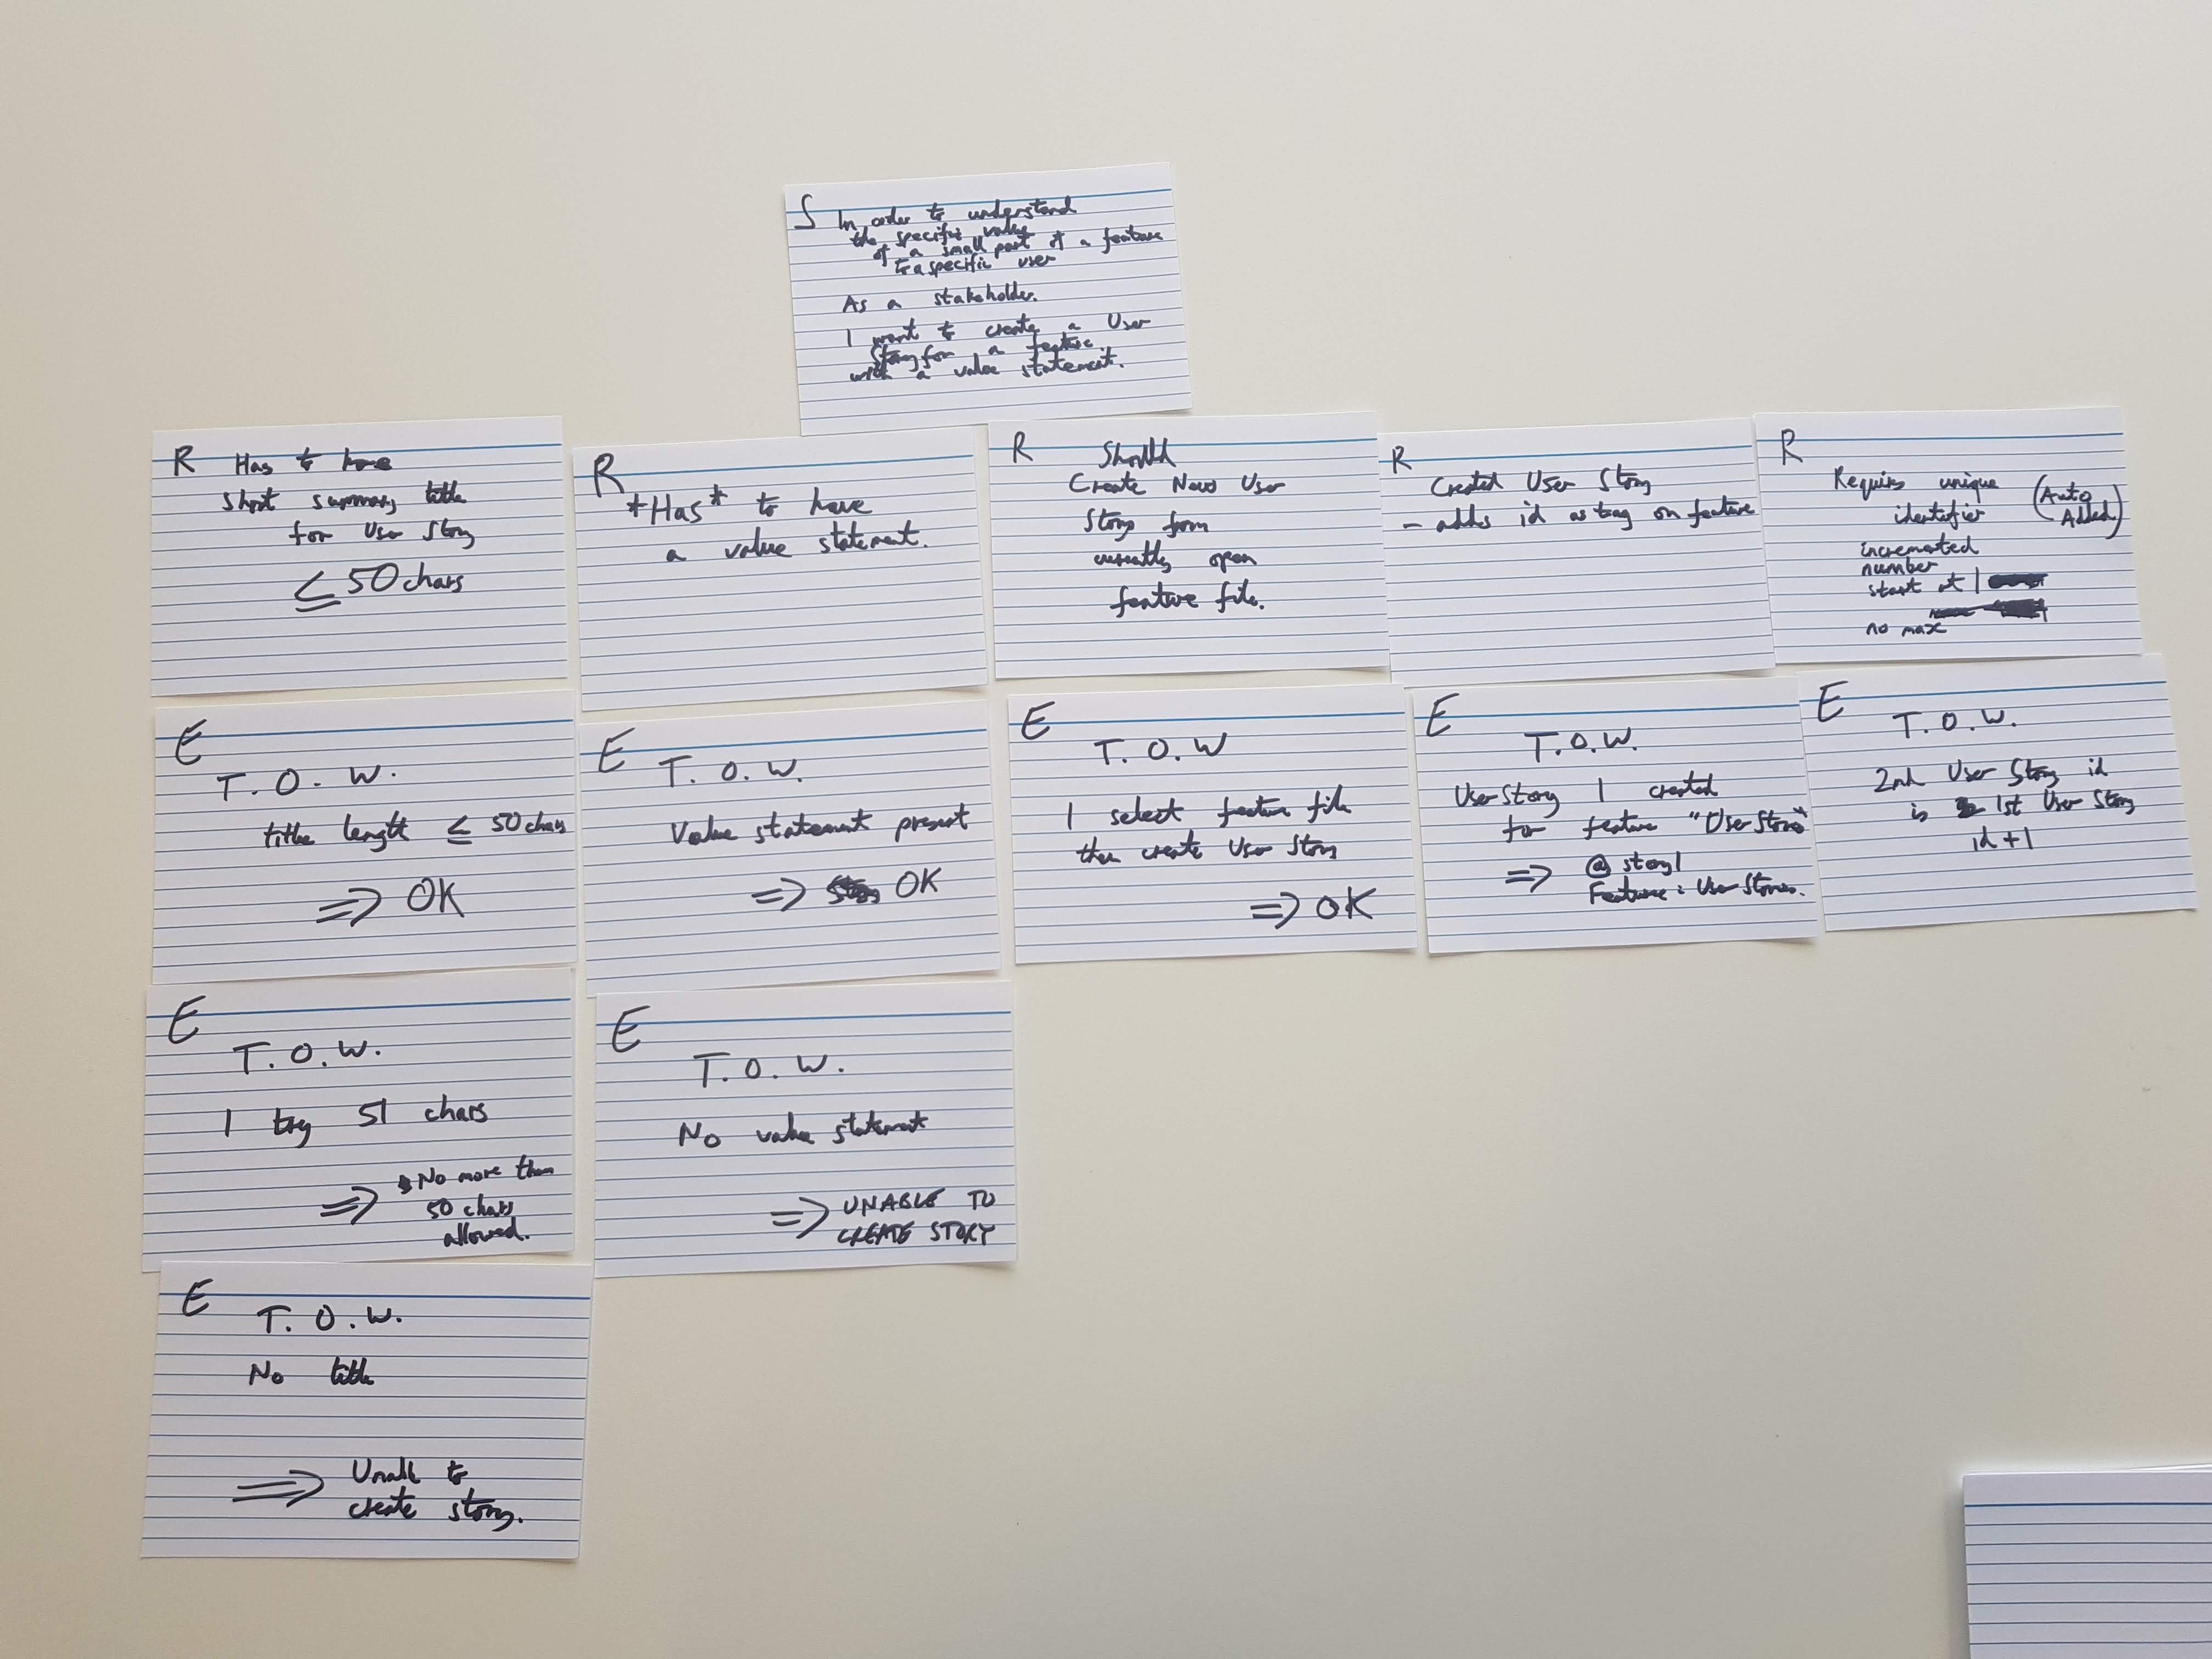 S In order to understand
the specific value
of a small part of a feature
to a specific user
As a stakeholder.
I want to create a User
Story for a feature
with a value statement.
R Has to have
short summary title
for User Story
≤ 50 chars
R
*Has* to have
a value statement.
R Should
Create New User
Story from
currently open
feature file.
R
Created User Story
- adds id as tag on feature
R
Requires unique
identifier
(Auto
Added)
incremented
number
start at 1
no max
E
T. O. W.
title length ≤ 50 chars
⇒ OK
E T. O. W.
Value statement present
⇒ OK
E
T. O. W
I select feature file
then create User Story
⇒ OK
E
T.O.W.
User Story 1 created
for feature "User Stories"
⇒ @story1
Feature: User Stories.
E
T. O. W.
2nd User Story id
is 1st User Story
id +1
E
T.O.W.
I try 51 chars
⇒ No more than
50 chars
allowed.
E
T. O. W.
No value statement
⇒ UNABLE TO
CREATE STORY
E T. O. W.
No title
⇒ Unable to
create story.